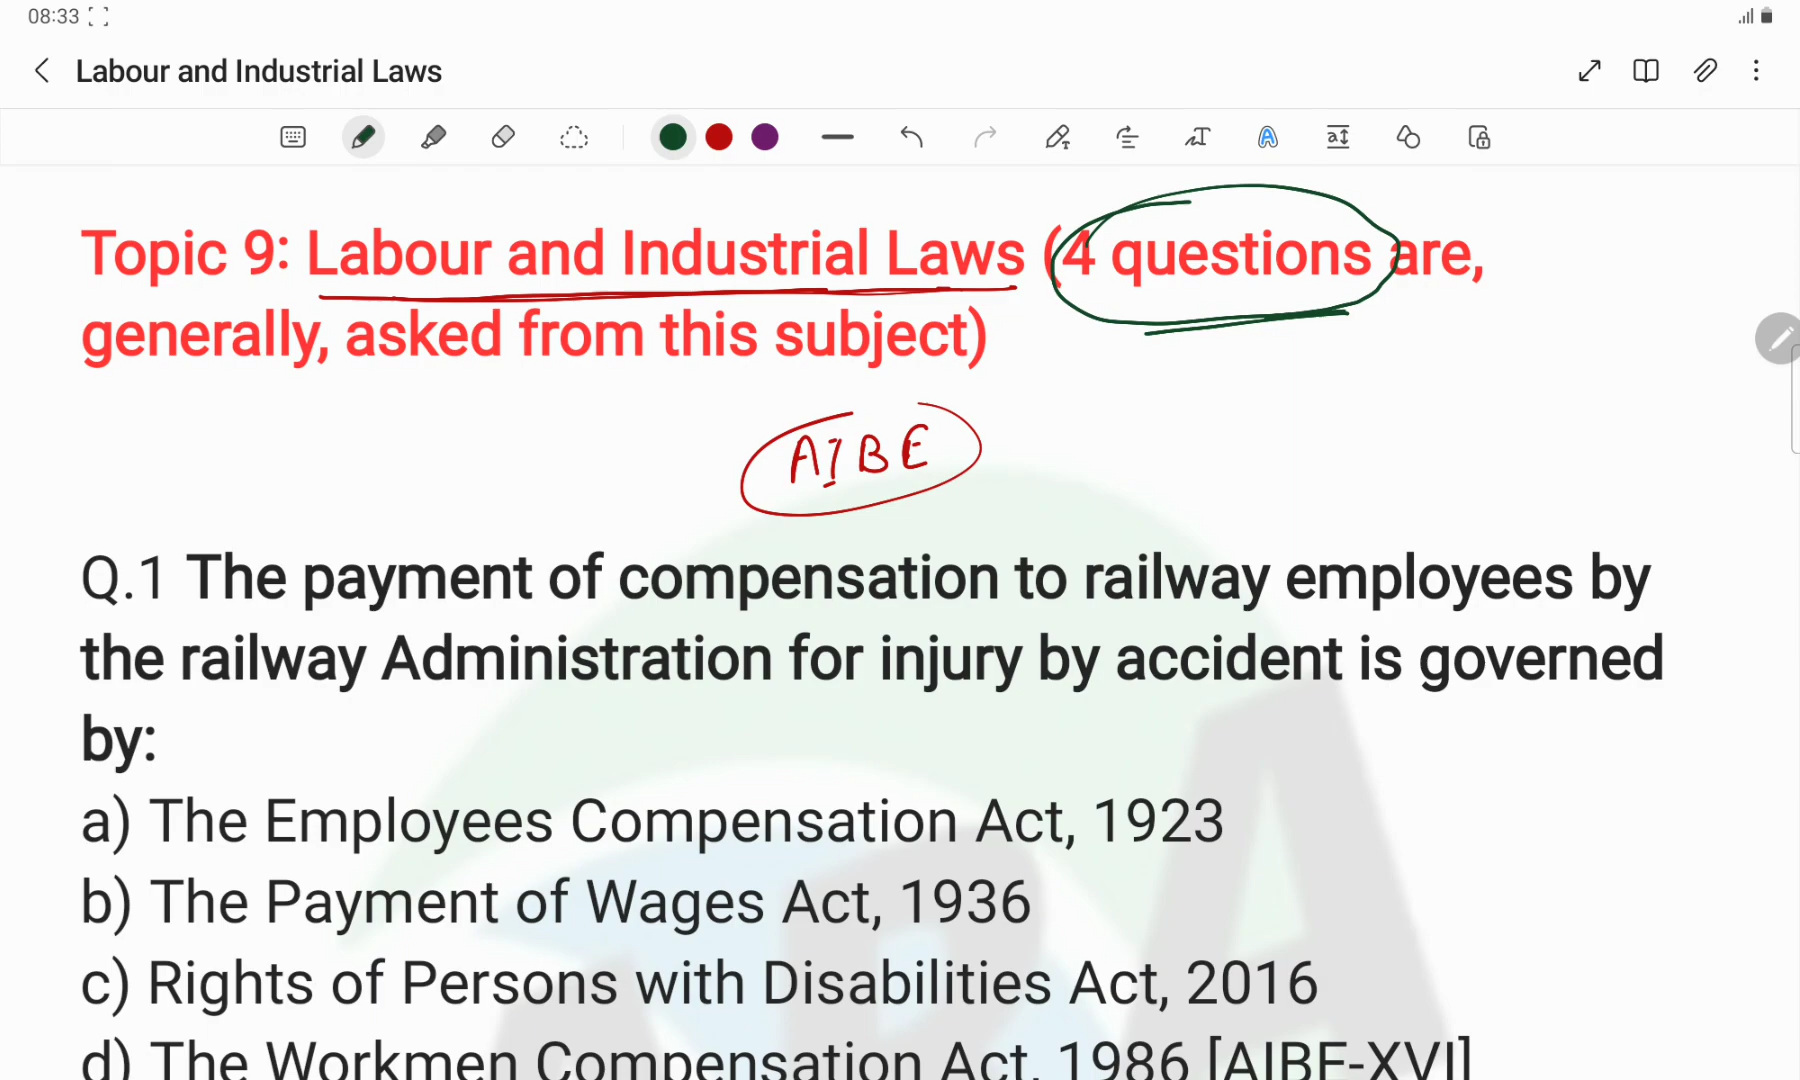 08:33
Labour and Industrial Laws
Topic 9: Labour and Industrial Laws (4 questions are,
generally, asked from this subject)
AIBE
Q.1 The payment of compensation to railway employees by
the railway Administration for injury by accident is governed
by:
a) The Employees Compensation Act, 1923
b) The Payment of Wages Act, 1936
c) Rights of Persons with Disabilities Act, 2016
d) The Workmen Compensation Act, 1986 [AIBE-XVI]